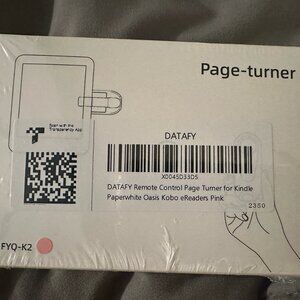 Page-turner
Scan with the
Transparency App
DATAFY
X0045D33D5
DATAFY Remote Control Page Turner for Kindle
Paperwhite Oasis Kobo eReaders Pink
2350
FYQ-K2